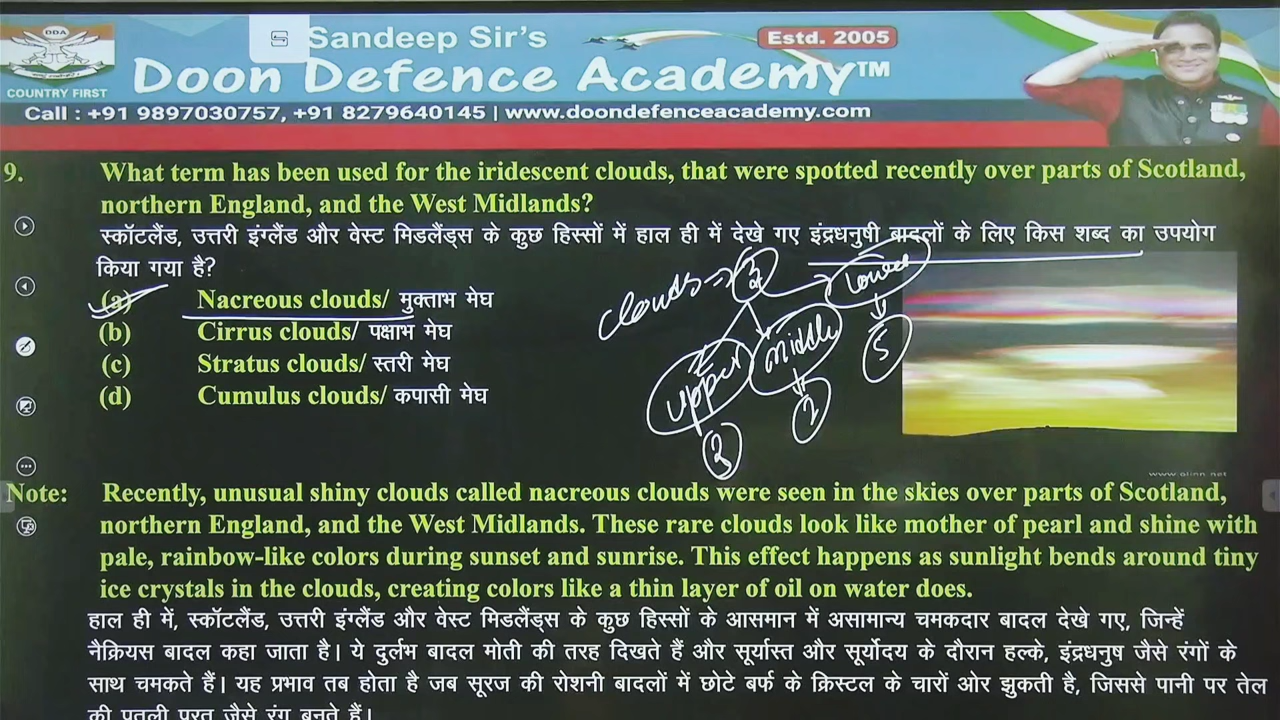 DDA
COUNTRY FIRST
Sandeep Sir's
Estd. 2005
Doon Defence Academy™
Call : +91 9897030757, +91 8279640145 | www.doondefenceacademy.com
9. What term has been used for the iridescent clouds, that were spotted recently over parts of Scotland,
northern England, and the West Midlands?
स्कॉटलैंड, उत्तरी इंग्लैंड और वेस्ट मिडलैंड्स के कुछ हिस्सों में हाल ही में देखे गए इंद्रधनुषी बादलों के लिए किस शब्द का उपयोग
किया गया है?
(a) Nacreous clouds/ मुक्ताभ मेघ
(b) Cirrus clouds/ पक्षाभ मेघ
(c) Stratus clouds/ स्तरी मेघ
(d) Cumulus clouds/ कपासी मेघ
clouds
lower
upper
middle
5
2
3
Note: Recently, unusual shiny clouds called nacreous clouds were seen in the skies over parts of Scotland,
northern England, and the West Midlands. These rare clouds look like mother of pearl and shine with
pale, rainbow-like colors during sunset and sunrise. This effect happens as sunlight bends around tiny
ice crystals in the clouds, creating colors like a thin layer of oil on water does.
हाल ही में, स्कॉटलैंड, उत्तरी इंग्लैंड और वेस्ट मिडलैंड्स के कुछ हिस्सों के आसमान में असामान्य चमकदार बादल देखे गए, जिन्हें
नैक्रियस बादल कहा जाता है। ये दुर्लभ बादल मोती की तरह दिखते हैं और सूर्यास्त और सूर्योदय के दौरान हल्के, इंद्रधनुष जैसे रंगों के
साथ चमकते हैं। यह प्रभाव तब होता है जब सूरज की रोशनी बादलों में छोटे बर्फ के क्रिस्टल के चारों ओर झुकती है, जिससे पानी पर तेल
की पतली परत जैसे रंग बनते हैं।